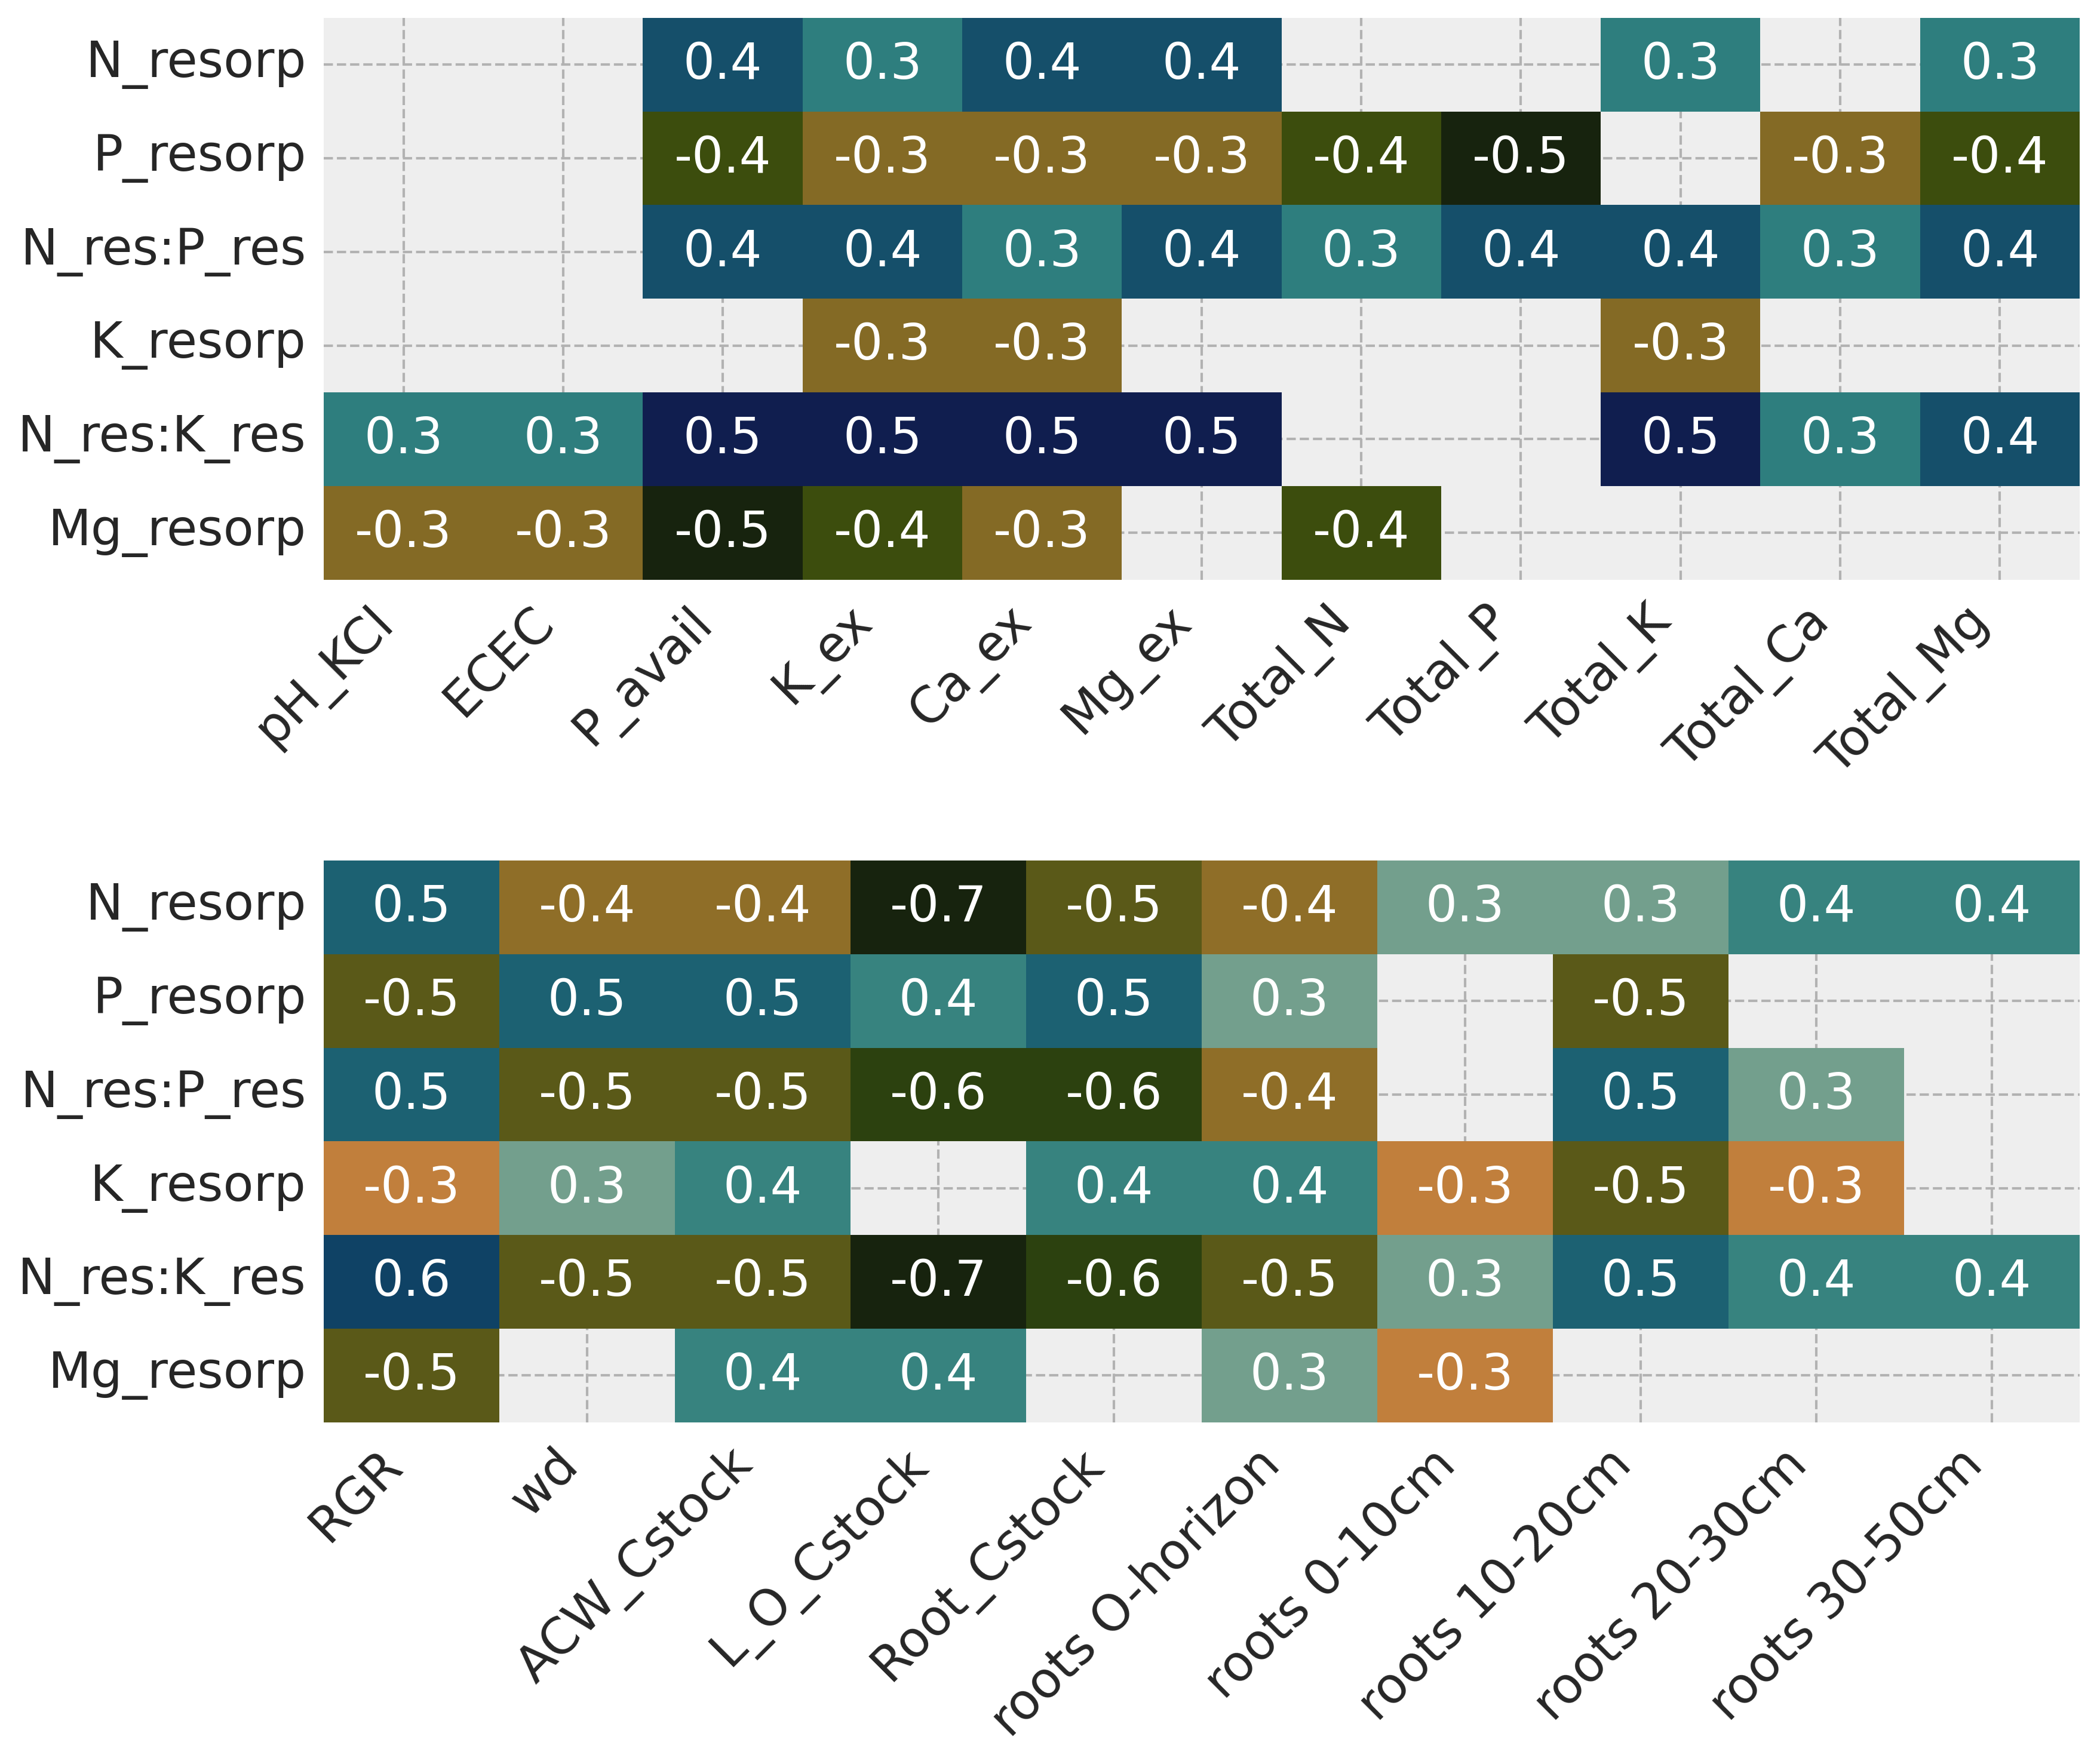 N_resorp 0.4 0.3 0.4 0.4 0.3 0.3
P_resorp -0.4 -0.3 -0.3 -0.3 -0.4 -0.5 -0.3 -0.4
N_res:P_res 0.4 0.4 0.3 0.4 0.3 0.4 0.4 0.3 0.4
K_resorp -0.3 -0.3 -0.3
N_res:K_res 0.3 0.3 0.5 0.5 0.5 0.5 0.5 0.3 0.4
Mg_resorp -0.3 -0.3 -0.5 -0.4 -0.3 -0.4
pH_KCl ECEC P_avail K_ex Ca_ex Mg_ex Total_N Total_P Total_K Total_Ca Total_Mg
N_resorp 0.5 -0.4 -0.4 -0.7 -0.5 -0.4 0.3 0.3 0.4 0.4
P_resorp -0.5 0.5 0.5 0.4 0.5 0.3 -0.5
N_res:P_res 0.5 -0.5 -0.5 -0.6 -0.6 -0.4 0.5 0.3
K_resorp -0.3 0.3 0.4 0.4 0.4 -0.3 -0.5 -0.3
N_res:K_res 0.6 -0.5 -0.5 -0.7 -0.6 -0.5 0.3 0.5 0.4 0.4
Mg_resorp -0.5 0.4 0.4 0.3 -0.3
RGR wd ACW_Cstock L_O_Cstock Root_Cstock roots O-horizon roots 0-10cm roots 10-20cm roots 20-30cm roots 30-50cm